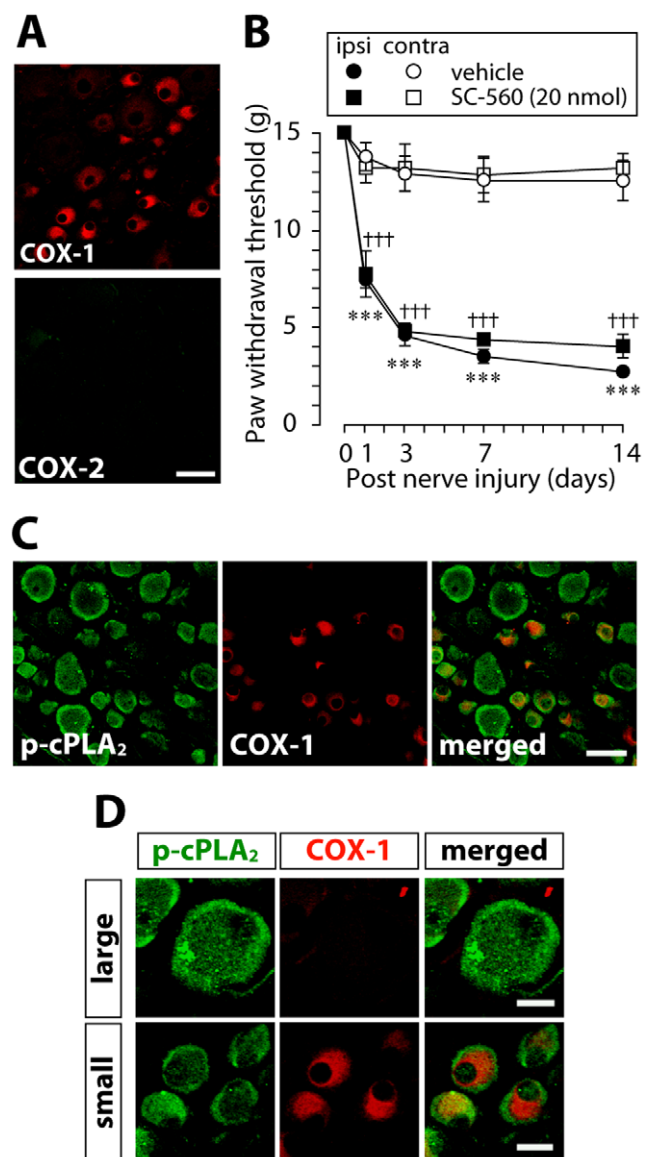 A
COX-1
COX-2
B
ipsi contra
vehicle
SC-560 (20 nmol)
Paw withdrawal threshold (g)
15
10
5
0
†††
†††
†††
†††
***
***
***
***
0 1 3 7 14
Post nerve injury (days)
C
p-cPLA₂
COX-1
merged
D
p-cPLA₂
COX-1
merged
large
small